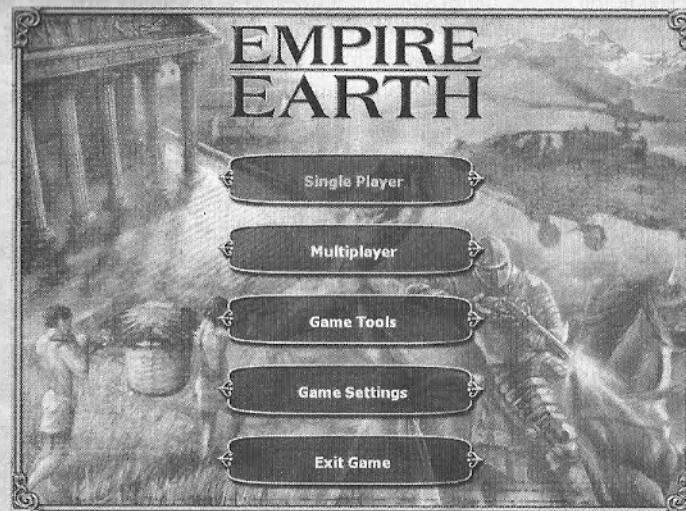 EMPIRE
EARTH
Single Player
Multiplayer
Game Tools
Game Settings
Exit Game